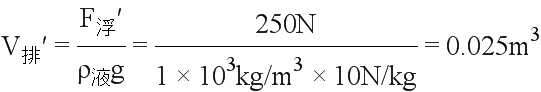 V排′ = F浮′/ρ液g = 250N/1 × 10³kg/m³ × 10N/kg = 0.025m³